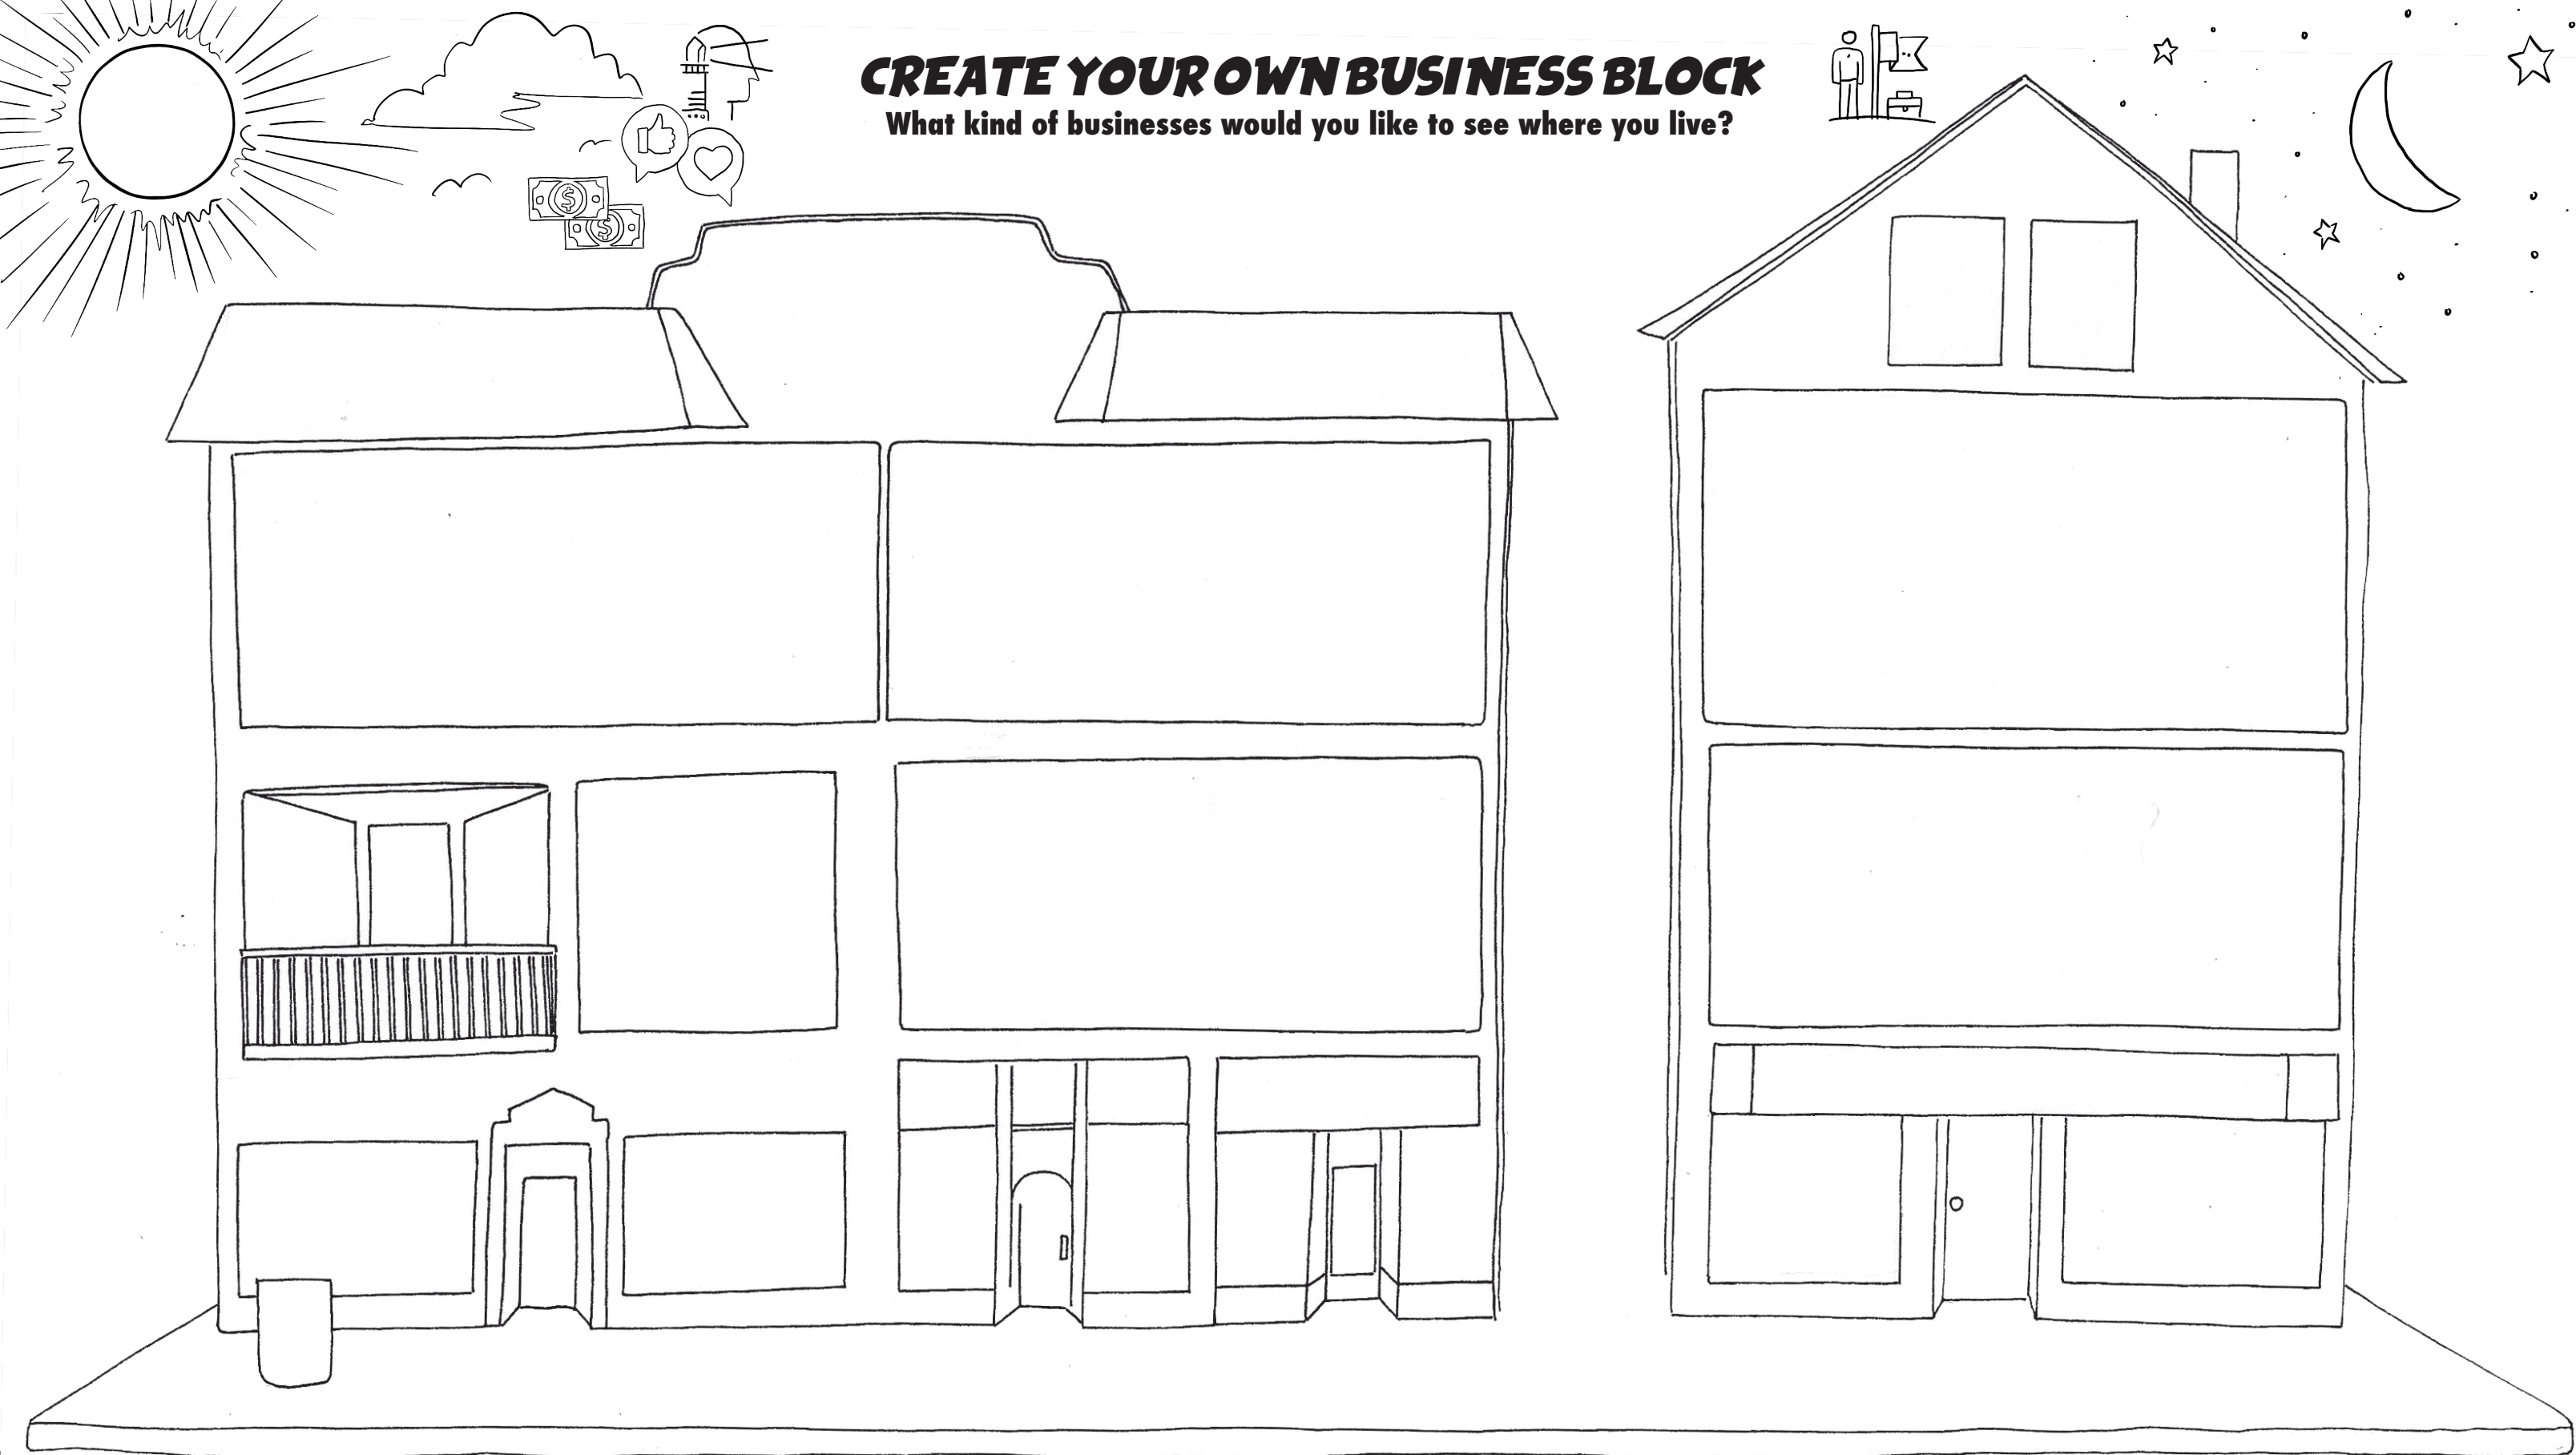 CREATE YOUR OWN BUSINESS BLOCK
What kind of businesses would you like to see where you live?
$
$